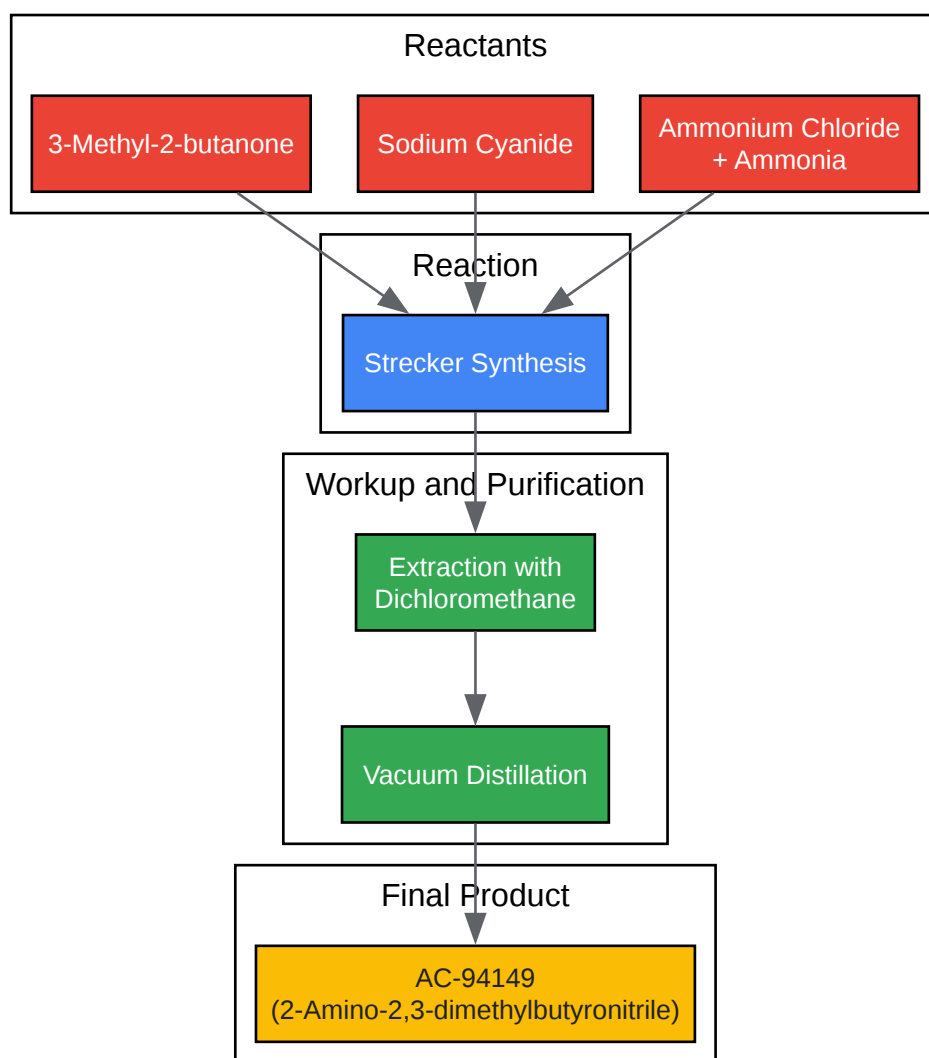 Reactants
3-Methyl-2-butanone
Sodium Cyanide
Ammonium Chloride
+ Ammonia
Reaction
Strecker Synthesis
Workup and Purification
Extraction with
Dichloromethane
Vacuum Distillation
Final Product
AC-94149
(2-Amino-2,3-dimethylbutyronitrile)